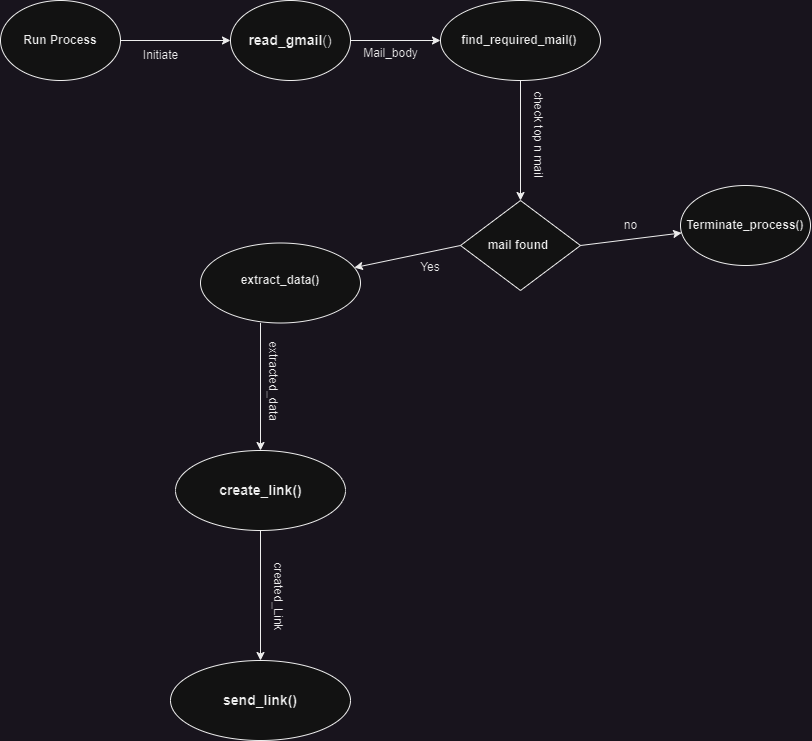 Run Process
Initiate
read_gmail()
Mail_body
find_required_mail()
check top n mail
mail found
no
Terminate_process()
Yes
extract_data()
extracted_data
create_link()
created_Link
send_link()